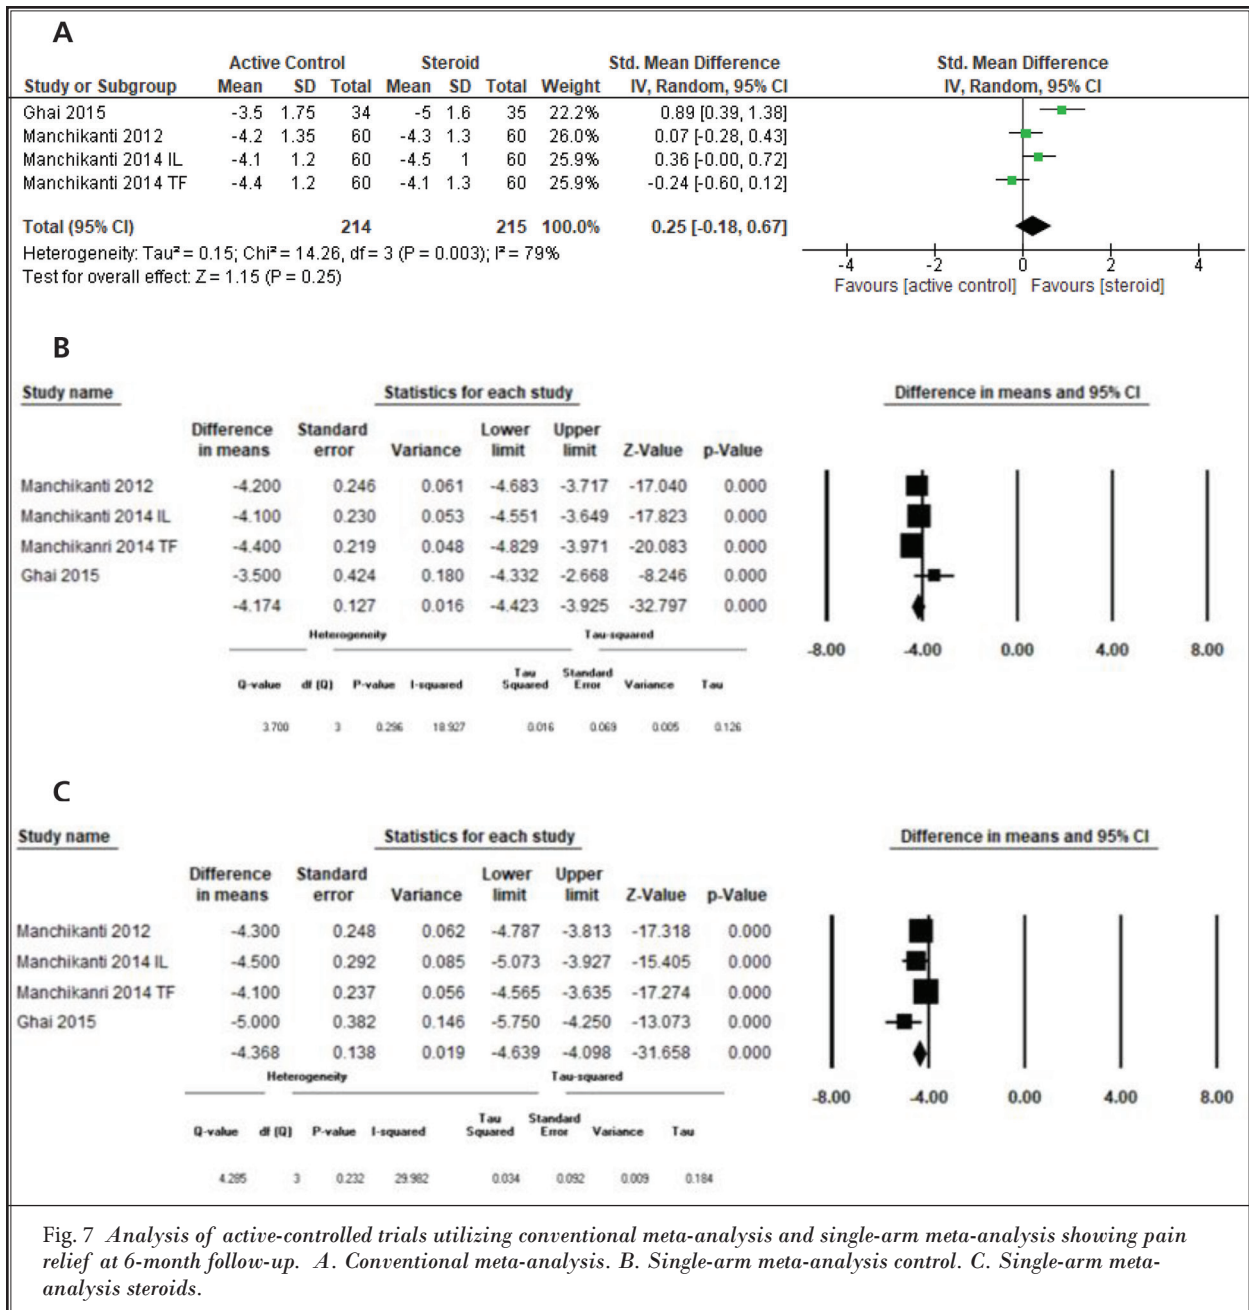 A
Active Control Steroid Std. Mean Difference Std. Mean Difference
Study or Subgroup Mean SD Total Mean SD Total Weight IV, Random, 95% CI IV, Random, 95% CI
Ghai 2015 -3.5 1.75 34 -5 1.6 35 22.2% 0.89 [0.39, 1.38]
Manchikanti 2012 -4.2 1.35 60 -4.3 1.3 60 26.0% 0.07 [-0.28, 0.43]
Manchikanti 2014 IL -4.1 1.2 60 -4.5 1 60 25.9% 0.36 [-0.00, 0.72]
Manchikanti 2014 TF -4.4 1.2 60 -4.1 1.3 60 25.9% -0.24 [-0.60, 0.12]
Total (95% CI) 214 215 100.0% 0.25 [-0.18, 0.67]
Heterogeneity: Tau² = 0.15; Chi² = 14.26, df = 3 (P = 0.003); I² = 79%
Test for overall effect: Z = 1.15 (P = 0.25)
-4 -2 0 2 4
Favours [active control] Favours [steroid]
B
Study name Statistics for each study Difference in means and 95% CI
Difference Standard Lower Upper
in means error Variance limit limit Z-Value p-Value
Manchikanti 2012 -4.200 0.246 0.061 -4.683 -3.717 -17.040 0.000
Manchikanti 2014 IL -4.100 0.230 0.053 -4.551 -3.649 -17.823 0.000
Manchikanri 2014 TF -4.400 0.219 0.048 -4.829 -3.971 -20.083 0.000
Ghai 2015 -3.500 0.424 0.180 -4.332 -2.668 -8.246 0.000
-4.174 0.127 0.016 -4.423 -3.925 -32.797 0.000
Heterogeneity Tau-squared
-8.00 -4.00 0.00 4.00 8.00
Tau Standard
Q-value df (Q) P-value I-squared Squared Error Variance Tau
3.700 3 0.296 18.927 0.016 0.069 0.005 0.126
C
Study name Statistics for each study Difference in means and 95% CI
Difference Standard Lower Upper
in means error Variance limit limit Z-Value p-Value
Manchikanti 2012 -4.300 0.248 0.062 -4.787 -3.813 -17.318 0.000
Manchikanti 2014 IL -4.500 0.292 0.085 -5.073 -3.927 -15.405 0.000
Manchikanri 2014 TF -4.100 0.237 0.056 -4.565 -3.635 -17.274 0.000
Ghai 2015 -5.000 0.382 0.146 -5.750 -4.250 -13.073 0.000
-4.368 0.138 0.019 -4.639 -4.098 -31.658 0.000
Heterogeneity Tau-squared
-8.00 -4.00 0.00 4.00 8.00
Tau Standard
Q-value df (Q) P-value I-squared Squared Error Variance Tau
4.285 3 0.232 29.982 0.034 0.092 0.009 0.184
Fig. 7 Analysis of active-controlled trials utilizing conventional meta-analysis and single-arm meta-analysis showing pain
relief at 6-month follow-up. A. Conventional meta-analysis. B. Single-arm meta-analysis control. C. Single-arm meta-
analysis steroids.